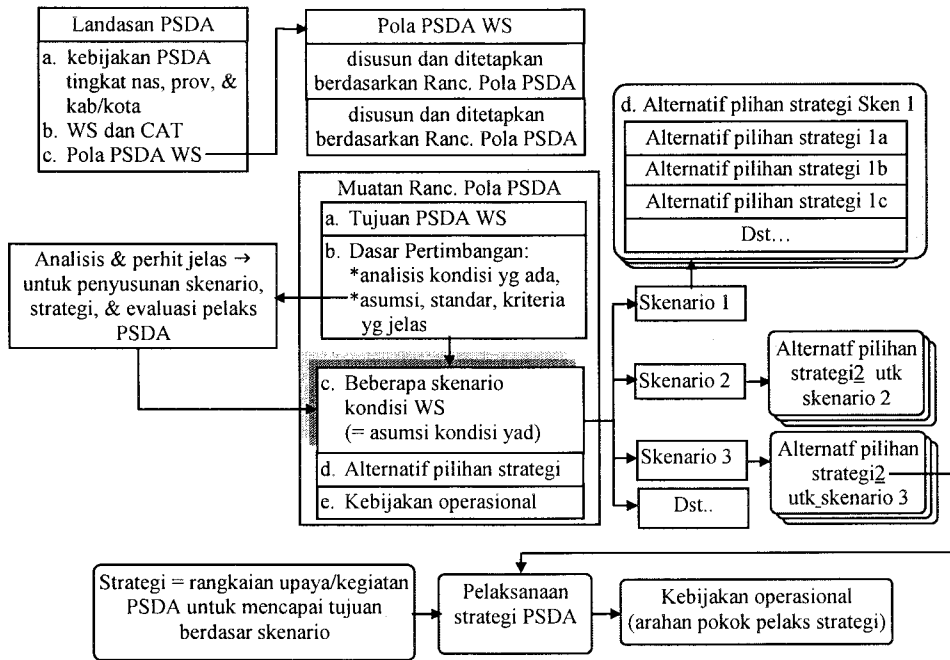 Landasan PSDA
a. kebijakan PSDA
tingkat nas, prov, &
kab/kota
b. WS dan CAT
c. Pola PSDA WS
Pola PSDA WS
disusun dan ditetapkan
berdasarkan Ranc. Pola PSDA
disusun dan ditetapkan
berdasarkan Ranc. Pola PSDA
d. Alternatif plihan strategi Sken 1
Alternatif pilihan strategi 1a
Alternatif pilihan strategi 1b
Alternatif pilihan strategi 1c
Dst...
Muatan Ranc. Pola PSDA
a. Tujuan PSDA WS
b. Dasar Pertimbangan:
*analisis kondisi yg ada,
*asumsi, standar, kriteria
yg jelas
Analisis & perhit jelas →
untuk penyusunan skenario,
strategi, & evaluasi pelaks
PSDA
c. Beberapa skenario
kondisi WS
(= asumsi kondisi yad)
d. Alternatif pilihan strategi
e. Kebijakan operasional
Skenario 1
Skenario 2
Alternatf pilihan
strategi2 utk
skenario 2
Skenario 3
Alternatf pilihan
strategi2
utk skenario 3
Dst..
Strategi = rangkaian upaya/kegiatan
PSDA untuk mencapai tujuan
berdasar skenario
Pelaksanaan
strategi PSDA
Kebijakan operasional
(arahan pokok pelaks strategi)